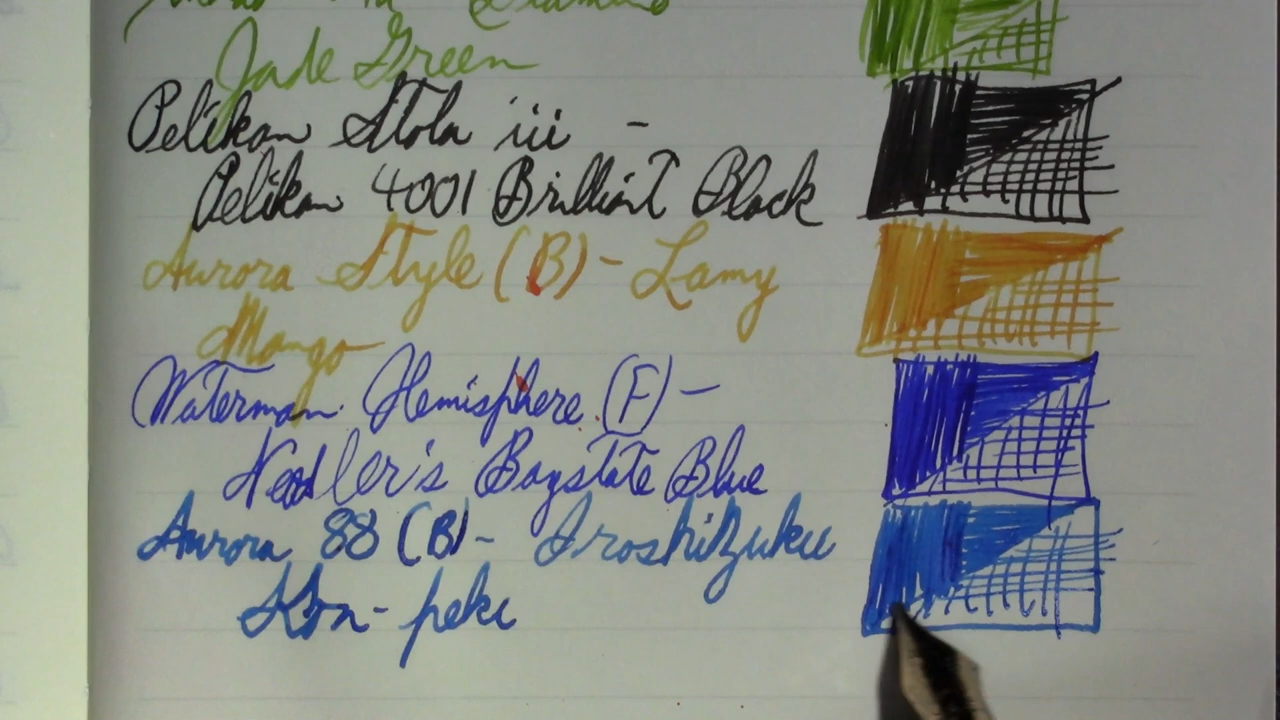 Diamine
Jade Green
Pelikan Stola iii -
Pelikan 4001 Brilliant Black
Aurora Style (B) - Lamy
Mango
Waterman Hemisphere (F) -
Noodler's Baystate Blue
Aurora 88 (B) - Iroshizuku
Kon-peki